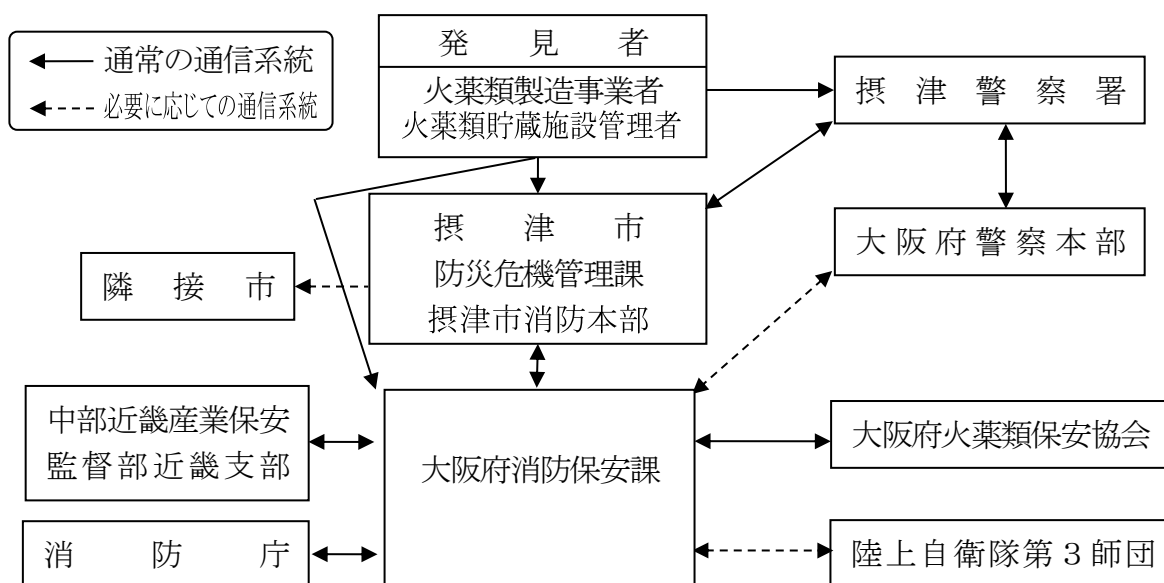 通常の通信系統
必要に応じての通信系統
発見者
火薬類製造事業者
火薬類貯蔵施設管理者
摂津警察署
摂津市
防災危機管理課
摂津市消防本部
大阪府警察本部
隣接市
中部近畿産業保安
監督部近畿支部
大阪府消防保安課
大阪府火薬類保安協会
消防庁
陸上自衛隊第３師団